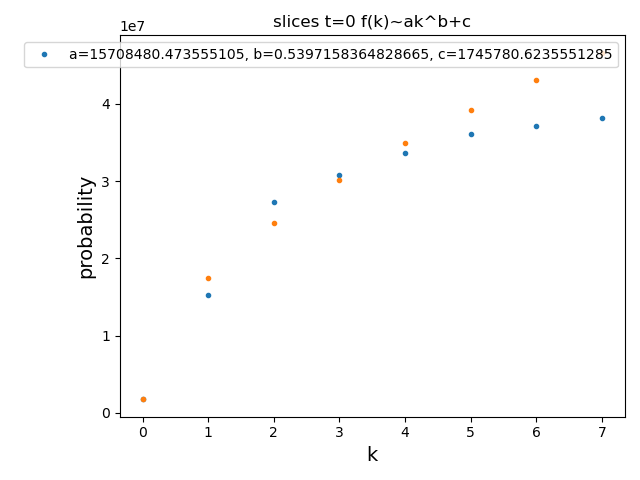 slices t=0 f(k)~ak^b+c
1e7
a=15708480.473555105, b=0.5397158364828665, c=1745780.6235551285
4
3
2
1
0
probability
0 1 2 3 4 5 6 7
k